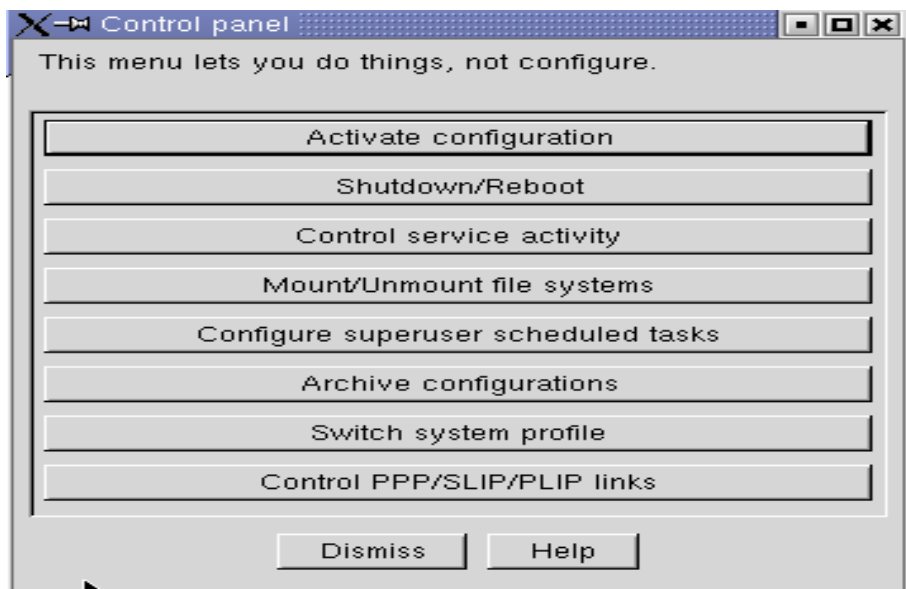 Control panel
This menu lets you do things, not configure.
Activate configuration
Shutdown/Reboot
Control service activity
Mount/Unmount file systems
Configure superuser scheduled tasks
Archive configurations
Switch system profile
Control PPP/SLIP/PLIP links
Dismiss Help